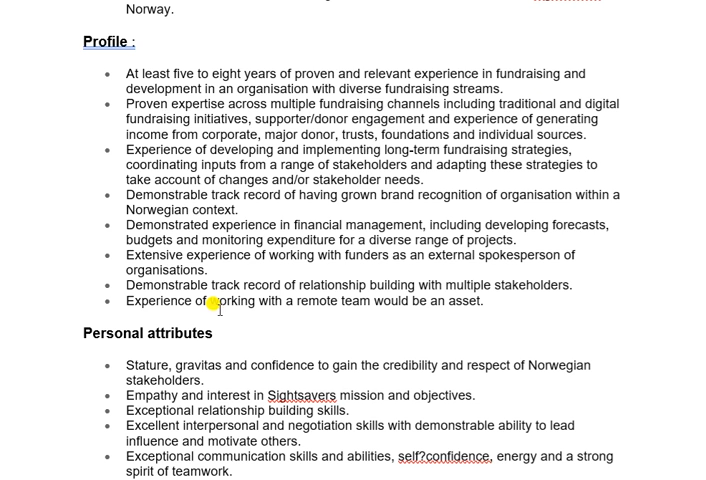 Norway.
Profile :
At least five to eight years of proven and relevant experience in fundraising and
development in an organisation with diverse fundraising streams.
Proven expertise across multiple fundraising channels including traditional and digital
fundraising initiatives, supporter/donor engagement and experience of generating
income from corporate, major donor, trusts, foundations and individual sources.
Experience of developing and implementing long-term fundraising strategies,
coordinating inputs from a range of stakeholders and adapting these strategies to
take account of changes and/or stakeholder needs.
Demonstrable track record of having grown brand recognition of organisation within a
Norwegian context.
Demonstrated experience in financial management, including developing forecasts,
budgets and monitoring expenditure for a diverse range of projects.
Extensive experience of working with funders as an external spokesperson of
organisations.
Demonstrable track record of relationship building with multiple stakeholders.
Experience of working with a remote team would be an asset.
Personal attributes
Stature, gravitas and confidence to gain the credibility and respect of Norwegian
stakeholders.
Empathy and interest in Sightsavers mission and objectives.
Exceptional relationship building skills.
Excellent interpersonal and negotiation skills with demonstrable ability to lead
influence and motivate others.
Exceptional communication skills and abilities, self?confidence, energy and a strong
spirit of teamwork.